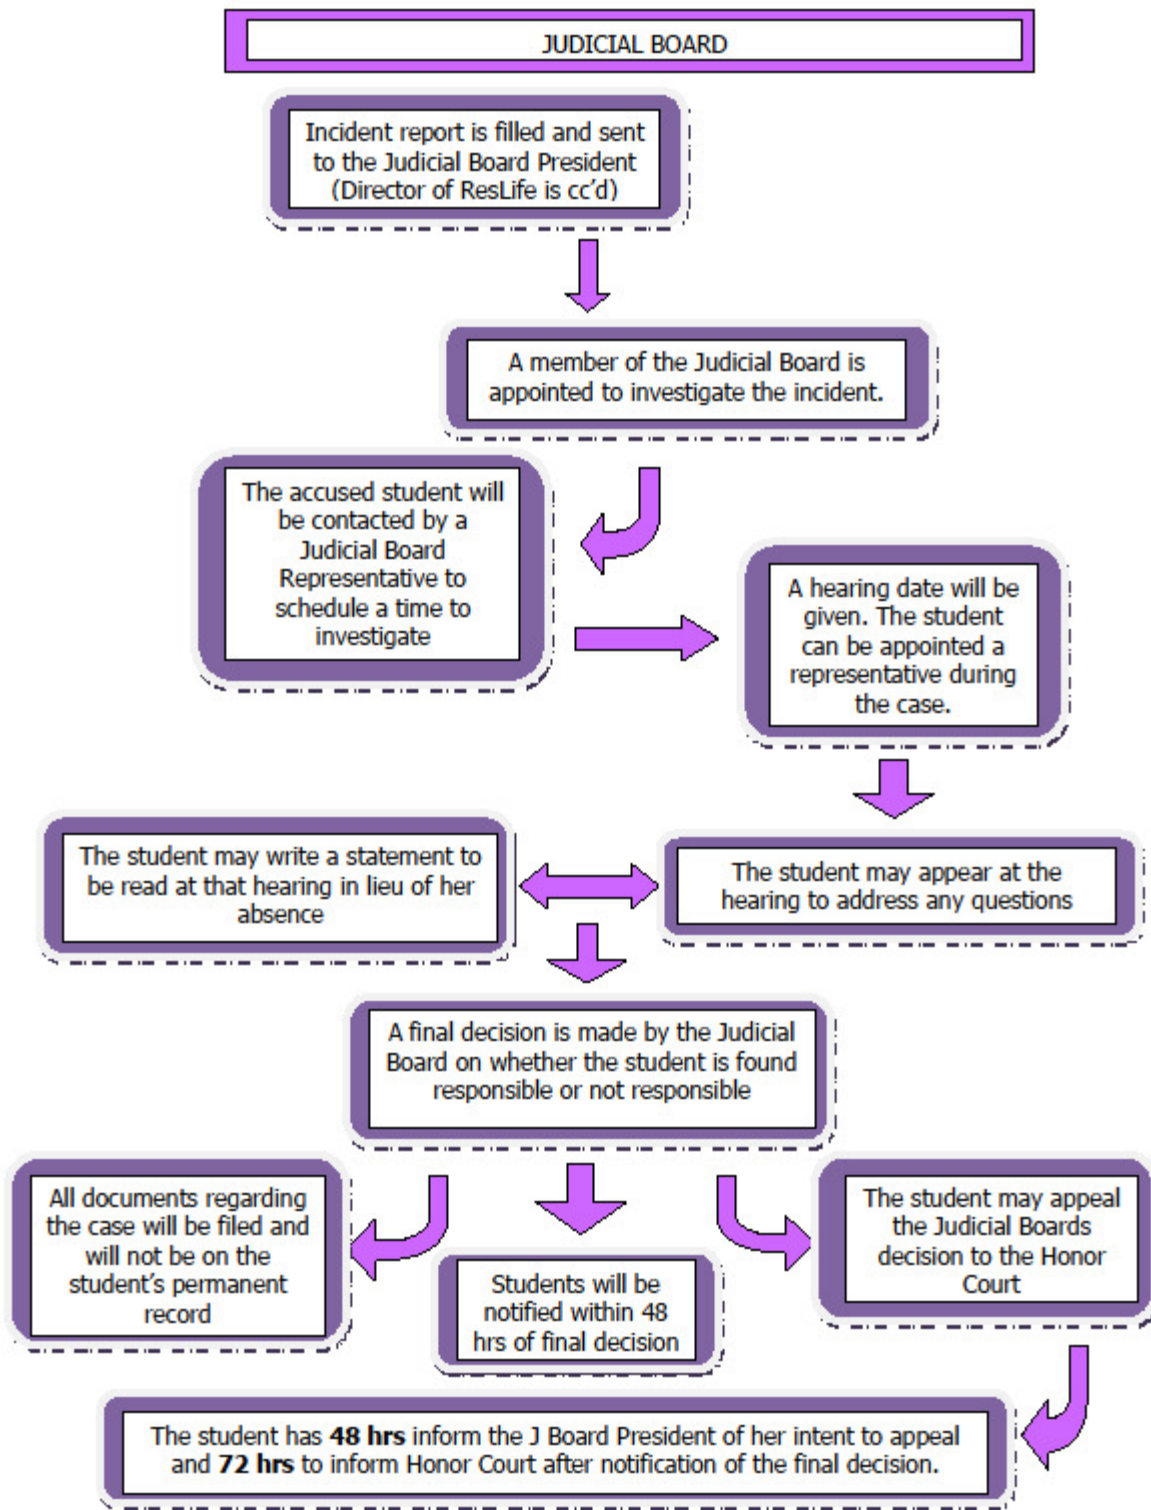 JUDICIAL BOARD
Incident report is filled and sent
to the Judicial Board President
(Director of ResLife is cc'd)
A member of the Judicial Board is
appointed to investigate the incident.
The accused student will
be contacted by a
Judicial Board
Representative to
schedule a time to
investigate
A hearing date will be
given. The student
can be appointed a
representative during
the case.
The student may write a statement to
be read at that hearing in lieu of her
absence
The student may appear at the
hearing to address any questions
A final decision is made by the Judicial
Board on whether the student is found
responsible or not responsible
All documents regarding
the case will be filed and
will not be on the
student's permanent
record
Students will be
notified within 48
hrs of final decision
The student may appeal
the Judicial Boards
decision to the Honor
Court
The student has 48 hrs inform the J Board President of her intent to appeal
and 72 hrs to inform Honor Court after notification of the final decision.